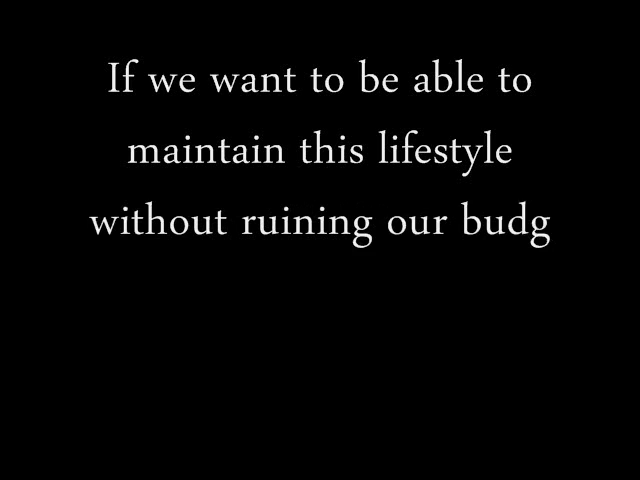 If we want to be able to
maintain this lifestyle
without ruining our budg